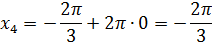 x₄ = −2π/3 + 2π · 0 = −2π/3